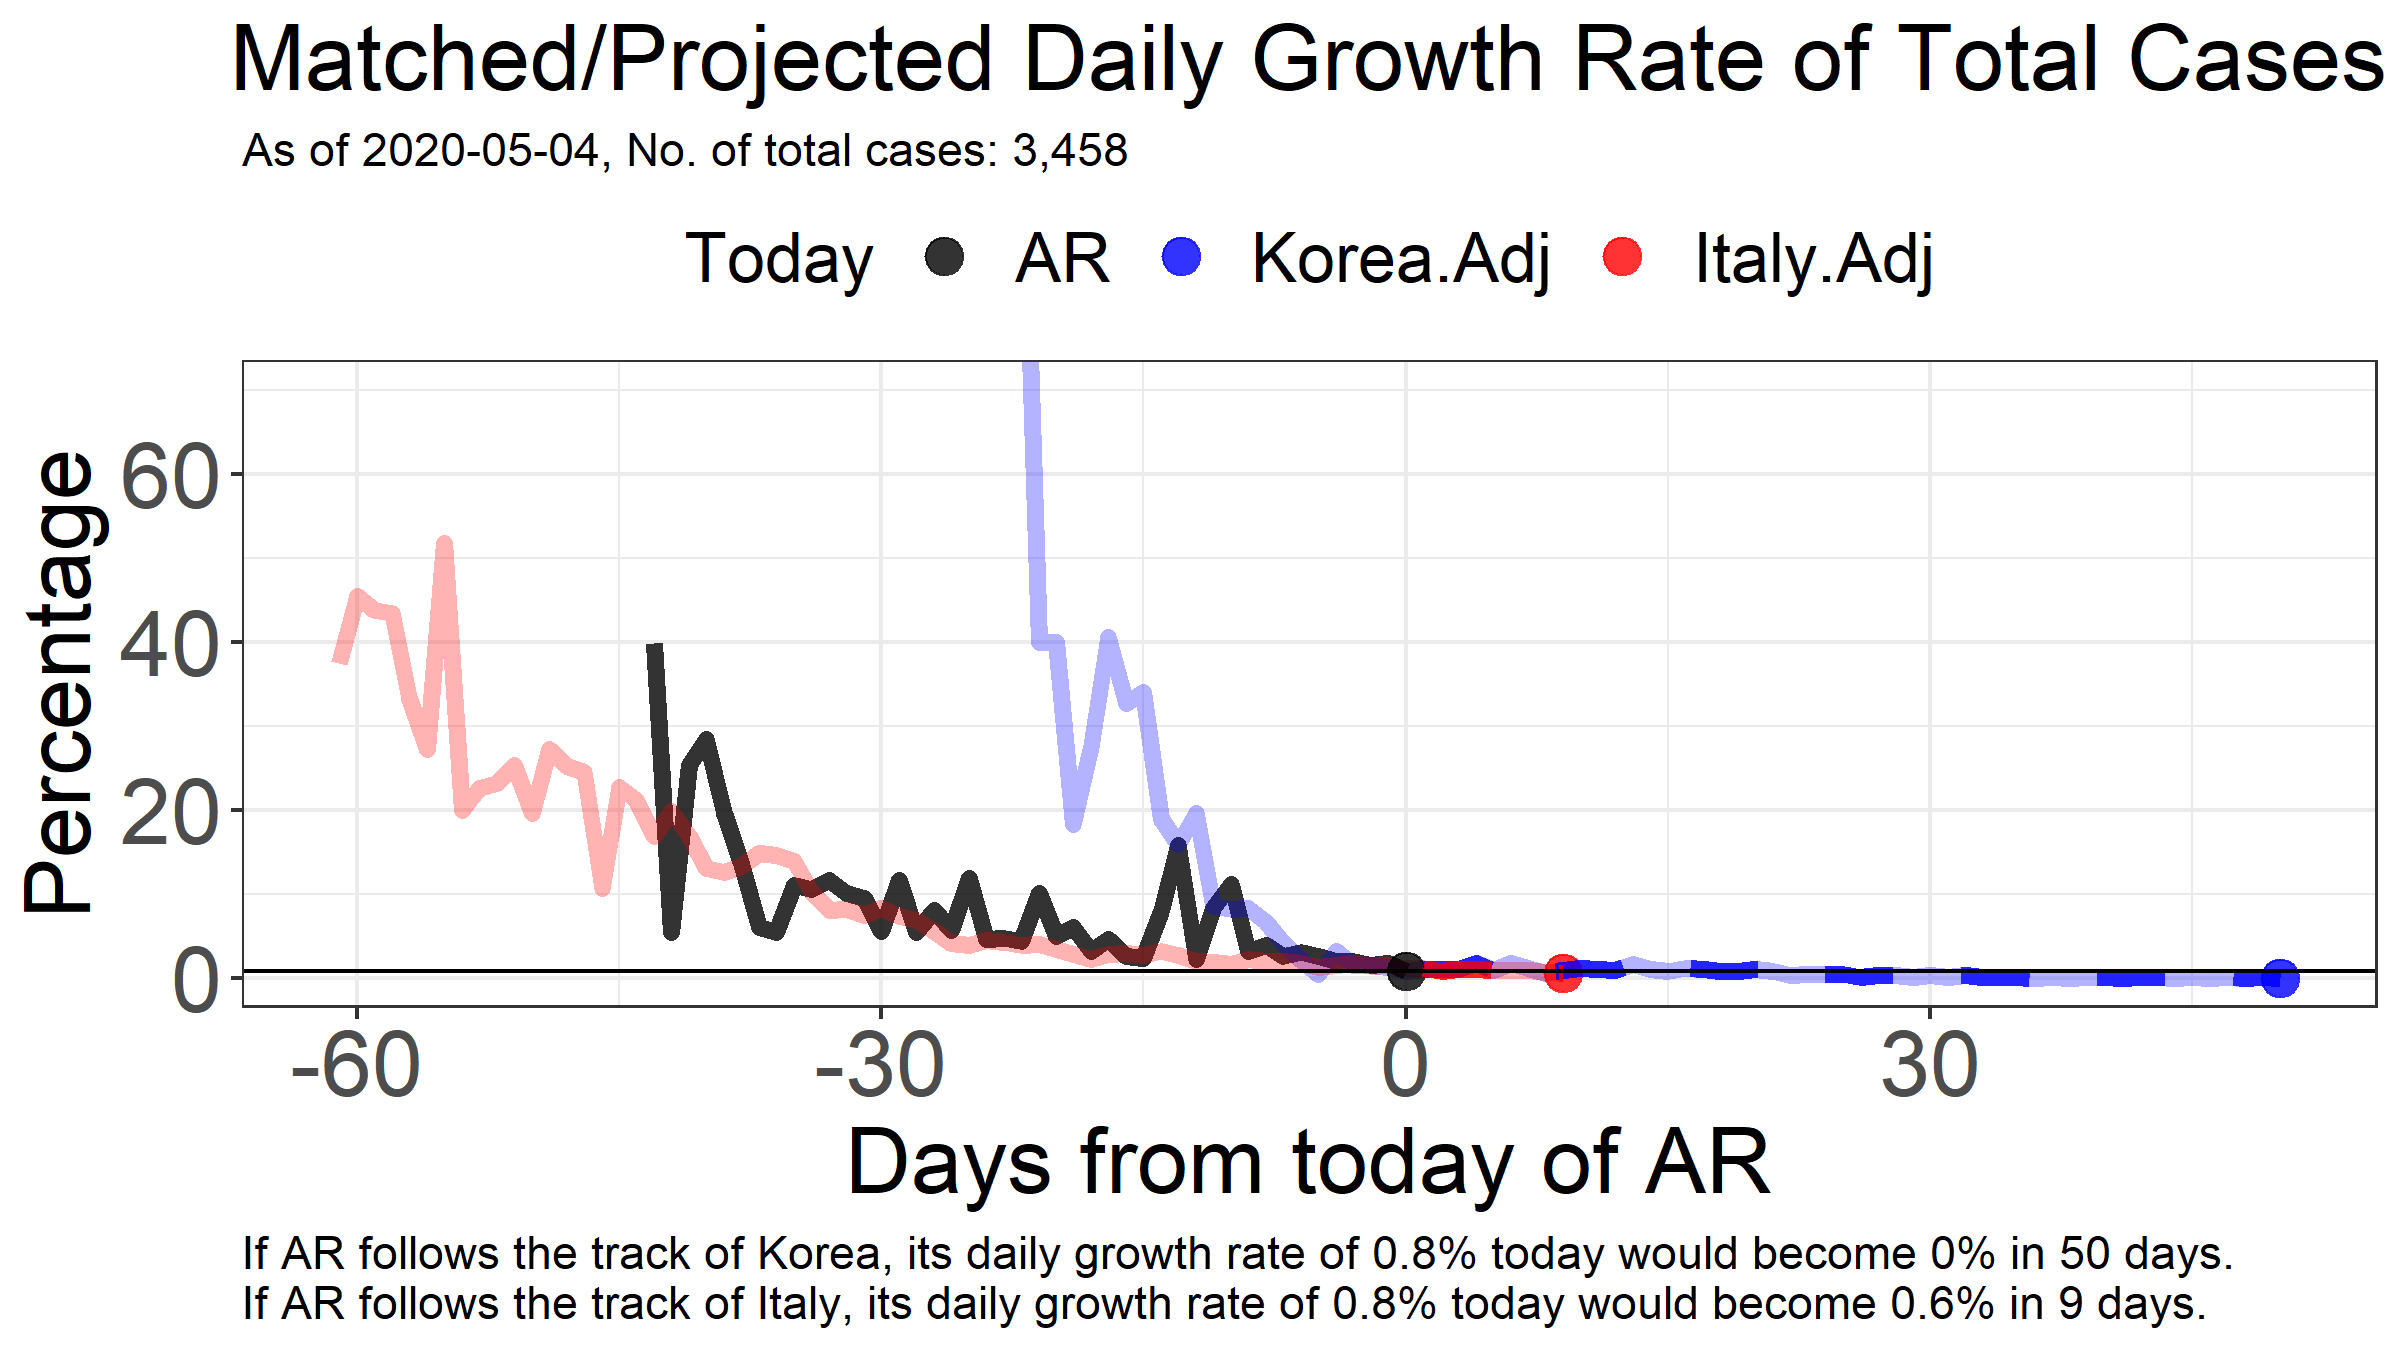 Matched/Projected Daily Growth Rate of Total Cases
As of 2020-05-04, No. of total cases: 3,458
Today AR Korea.Adj Italy.Adj
Percentage
60
40
20
0
-60 -30 0 30
Days from today of AR
If AR follows the track of Korea, its daily growth rate of 0.8% today would become 0% in 50 days.
If AR follows the track of Italy, its daily growth rate of 0.8% today would become 0.6% in 9 days.